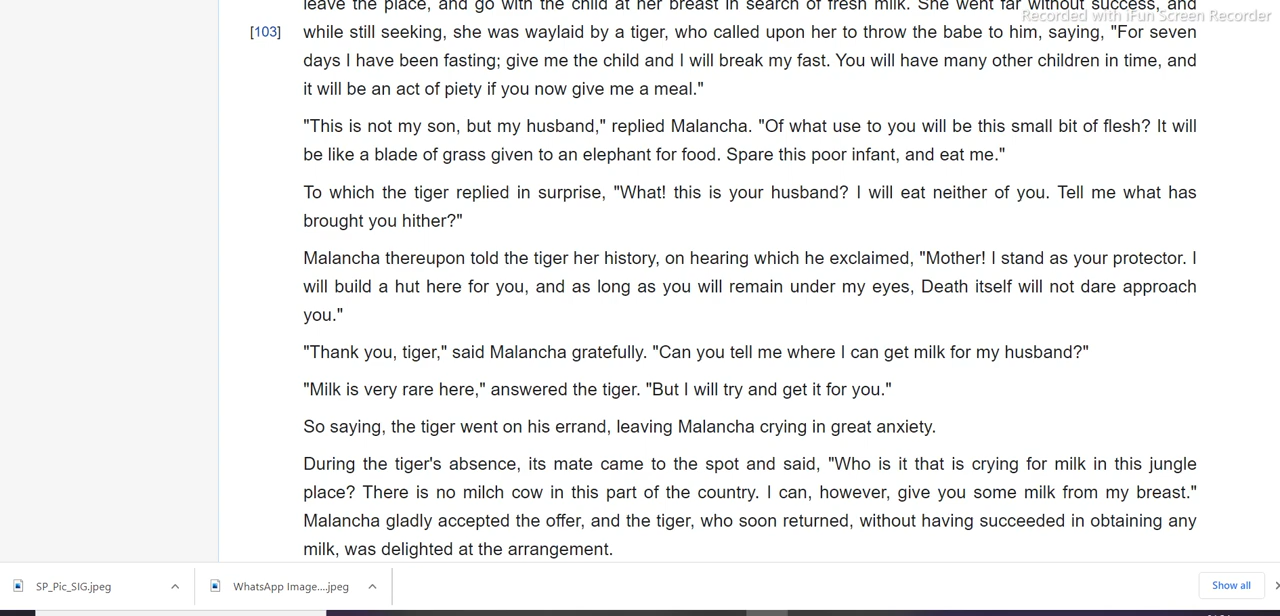 leave the place, and go with the child at her breast in search of fresh milk. She went far without success, and
Recorded with iFun Screen Recorder
[103]
while still seeking, she was waylaid by a tiger, who called upon her to throw the babe to him, saying, "For seven
days I have been fasting; give me the child and I will break my fast. You will have many other children in time, and
it will be an act of piety if you now give me a meal."
"This is not my son, but my husband," replied Malancha. "Of what use to you will be this small bit of flesh? It will
be like a blade of grass given to an elephant for food. Spare this poor infant, and eat me."
To which the tiger replied in surprise, "What! this is your husband? I will eat neither of you. Tell me what has
brought you hither?"
Malancha thereupon told the tiger her history, on hearing which he exclaimed, "Mother! I stand as your protector. I
will build a hut here for you, and as long as you will remain under my eyes, Death itself will not dare approach
you."
"Thank you, tiger," said Malancha gratefully. "Can you tell me where I can get milk for my husband?"
"Milk is very rare here," answered the tiger. "But I will try and get it for you."
So saying, the tiger went on his errand, leaving Malancha crying in great anxiety.
During the tiger's absence, its mate came to the spot and said, "Who is it that is crying for milk in this jungle
place? There is no milch cow in this part of the country. I can, however, give you some milk from my breast."
Malancha gladly accepted the offer, and the tiger, who soon returned, without having succeeded in obtaining any
milk, was delighted at the arrangement.
SP_Pic_SIG.jpeg
WhatsApp Image....jpeg
Show all